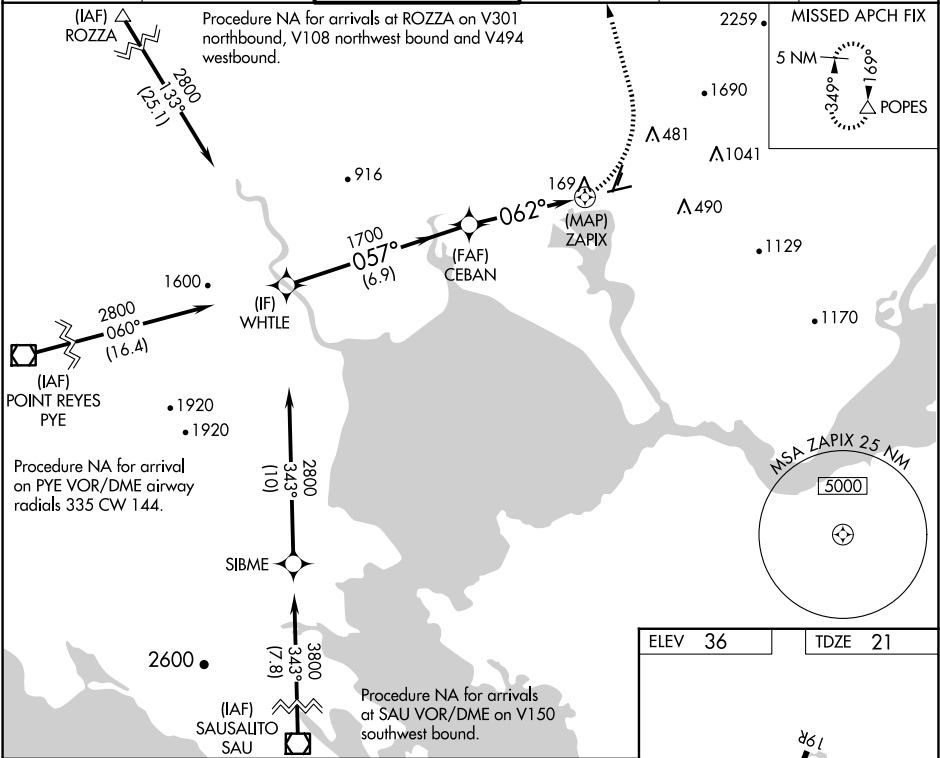 (IAF)
ROZZA
2800
133°
(25.1)
Procedure NA for arrivals at ROZZA on V301
northbound, V108 northwest bound and V494
westbound.
2259
1690
481
1041
490
1129
1170
MISSED APCH FIX
5 NM
349°
169°
POPES
916
169
(MAP)
ZAPIX
062°
(FAF)
CEBAN
1700
057°
(6.9)
1600
(IF)
WHTLE
2800
060°
(16.4)
(IAF)
POINT REYES
PYE
1920
1920
Procedure NA for arrival
on PYE VOR/DME airway
radials 335 CW 144.
2800
343°
(10)
SIBME
MSA ZAPIX 25 NM
5000
3800
343°
(7.8)
2600
(IAF)
SAUSALITO
SAU
Procedure NA for arrivals
at SAU VOR/DME on V150
southwest bound.
ELEV 36
TDZE 21
19R